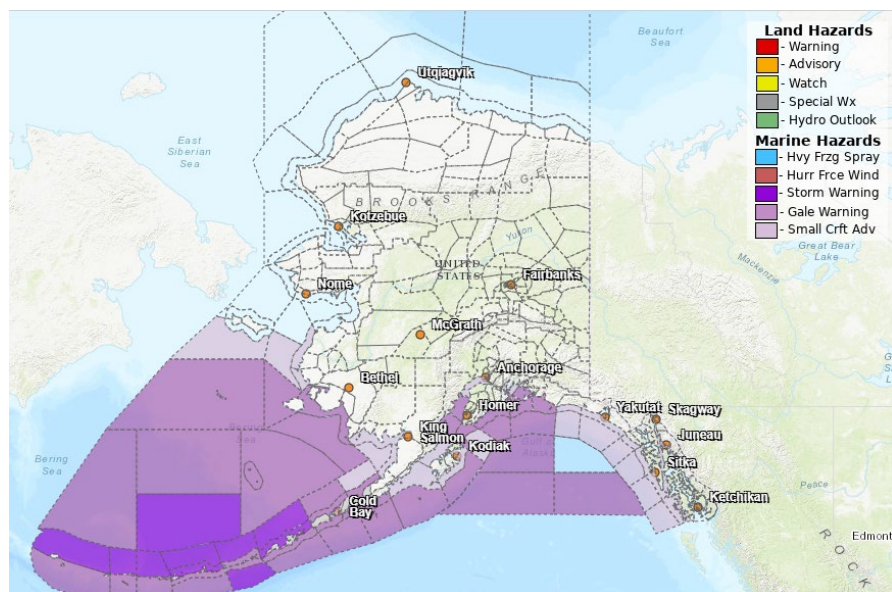 Beaufort
Sea
Land Hazards
- Warning
- Advisory
- Watch
- Special Wx
- Hydro Outlook
Marine Hazards
- Hvy Frzg Spray
- Hurr Frce Wind
- Storm Warning
- Gale Warning
- Small Crft Adv
Utqiagvik
East
Siberian
Sea
BROOKS RANGE
Kotzebue
Yukon
UNITED
STATES
Great Bear
Lake
Mackenzie
Fairbanks
Nome
McGrath
Anchorage
Bethel
Homer
Yakutat
Skagway
King
Salmon
Kodiak
Juneau
Bering
Sea
Sitka
Peace
Gold
Bay
Ketchikan
Edmont
ROCK